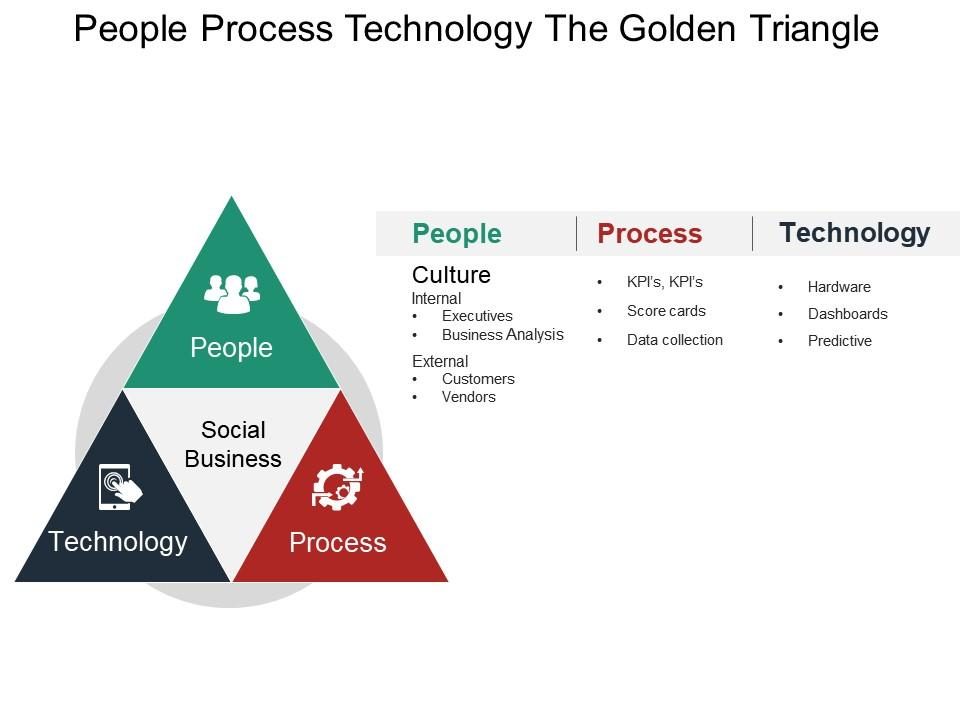 People Process Technology The Golden Triangle
People
Social
Business
Technology
Process
People
Culture
Internal
• Executives
• Business Analysis
External
• Customers
• Vendors
Process
• KPI's, KPI's
• Score cards
• Data collection
Technology
• Hardware
• Dashboards
• Predictive